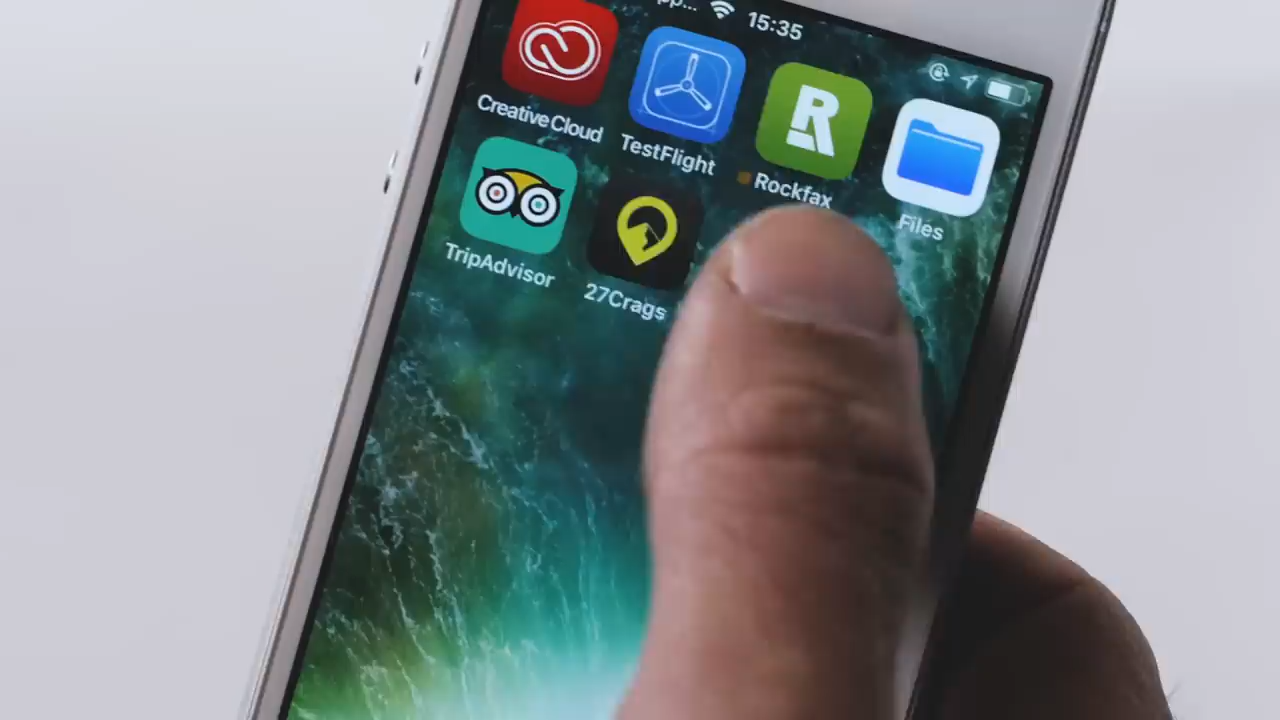 15:35
Creative Cloud
TestFlight
R
Rockfax
Files
TripAdvisor
27Crags